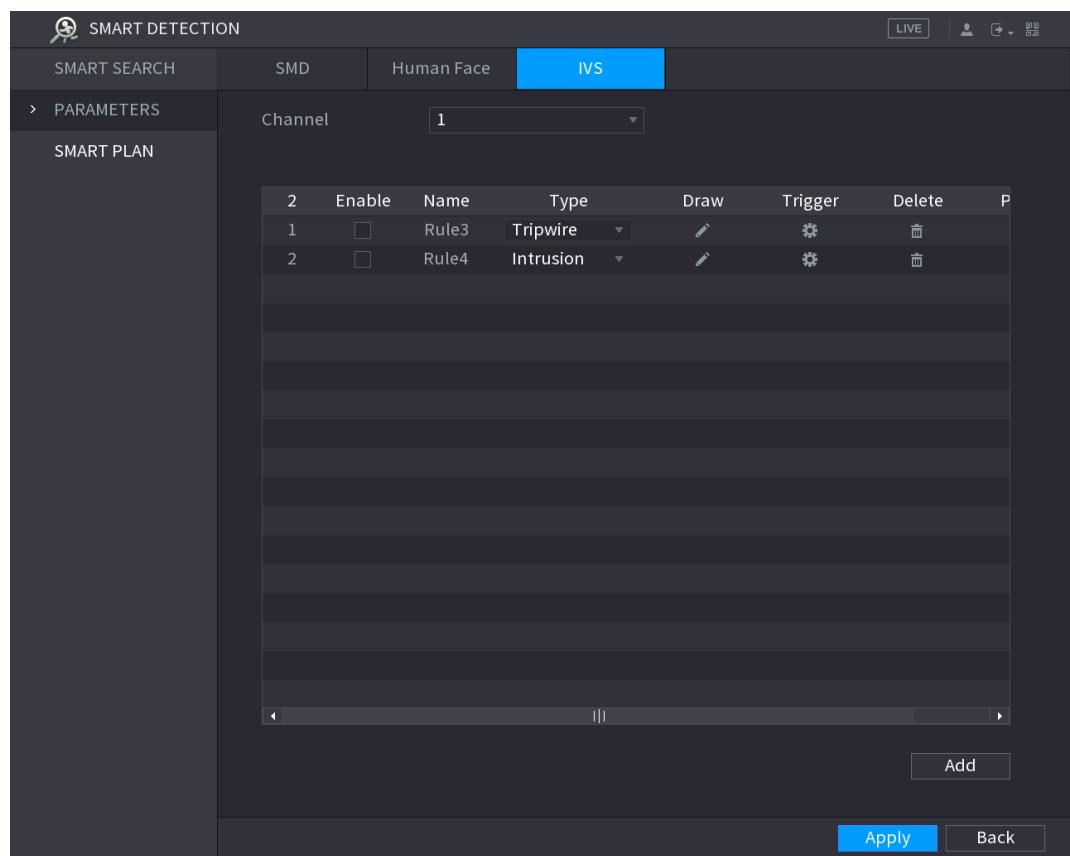 SMART DETECTION LIVE
SMART SEARCH SMD Human Face IVS
PARAMETERS
Channel 1
SMART PLAN
2 Enable Name Type Draw Trigger Delete P
1 Rule3 Tripwire
2 Rule4 Intrusion
Add
Apply Back